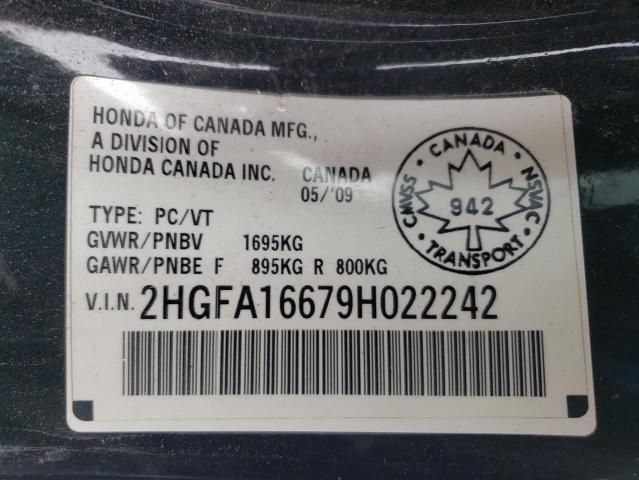 HONDA OF CANADA MFG.,
A DIVISION OF
HONDA CANADA INC.
CANADA
05/'09
TYPE: PC/VT
GVWR/PNBV 1695KG
GAWR/PNBE F 895KG R 800KG
V.I.N. 2HGFA16679H022242
· CANADA ·
CMVSS
942
NSVAC
· TRANSPORT ·